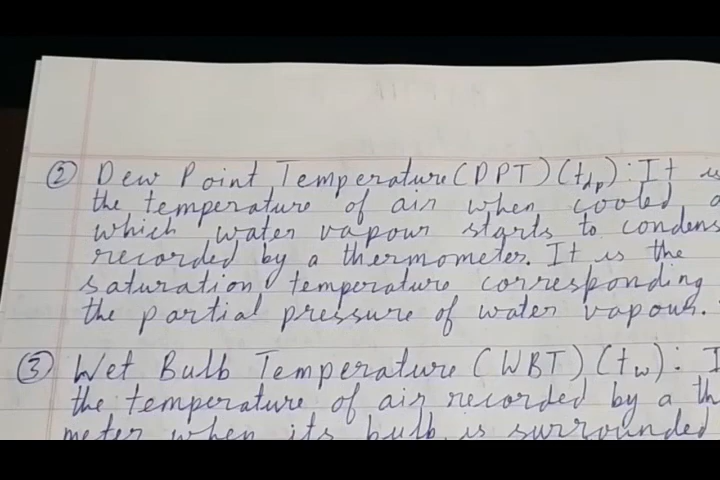 ② Dew Point Temperature (DPT) (tdp): It is
the temperature of air when cooled a
which water vapour starts to condens
recorded by a thermometer. It is the
saturation temperature corresponding
the partial pressure of water vapour.
③ Wet Bulb Temperature (WBT) (tw): I
the temperature of air recorded by a th
meter when its bulb is surrounded